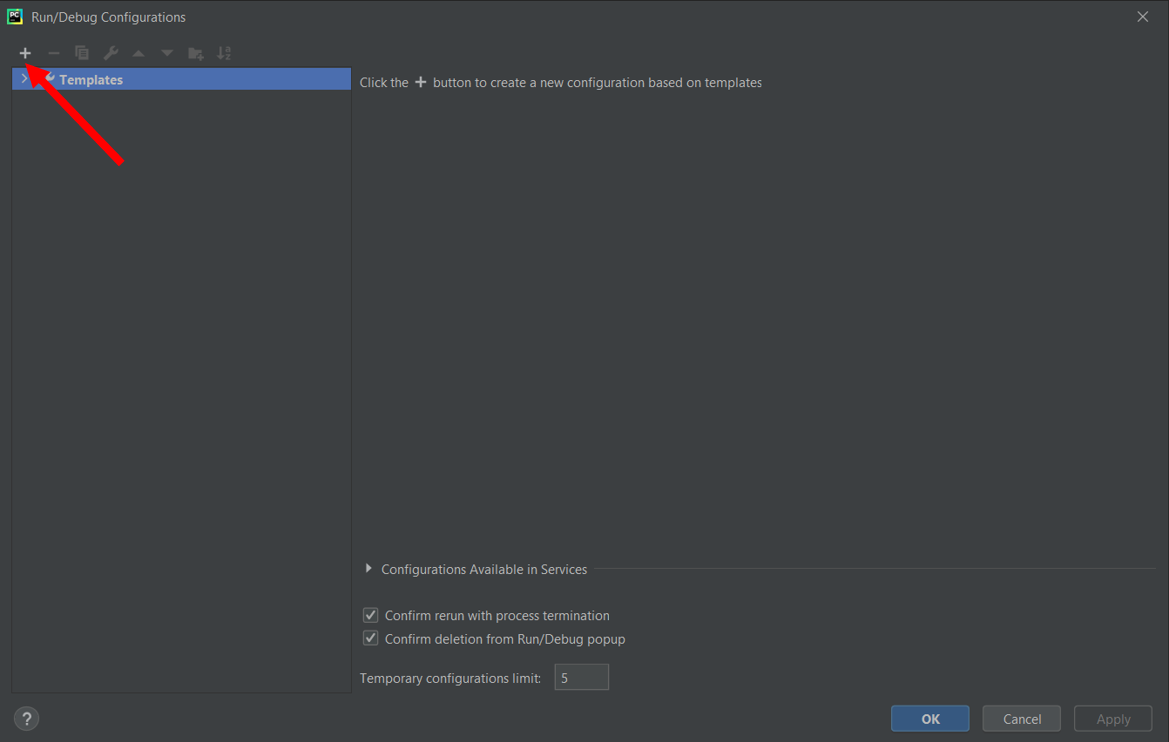 PC
Run/Debug Configurations
Templates
Click the + button to create a new configuration based on templates
Configurations Available in Services
Confirm rerun with process termination
Confirm deletion from Run/Debug popup
Temporary configurations limit: 5
? OK Cancel Apply